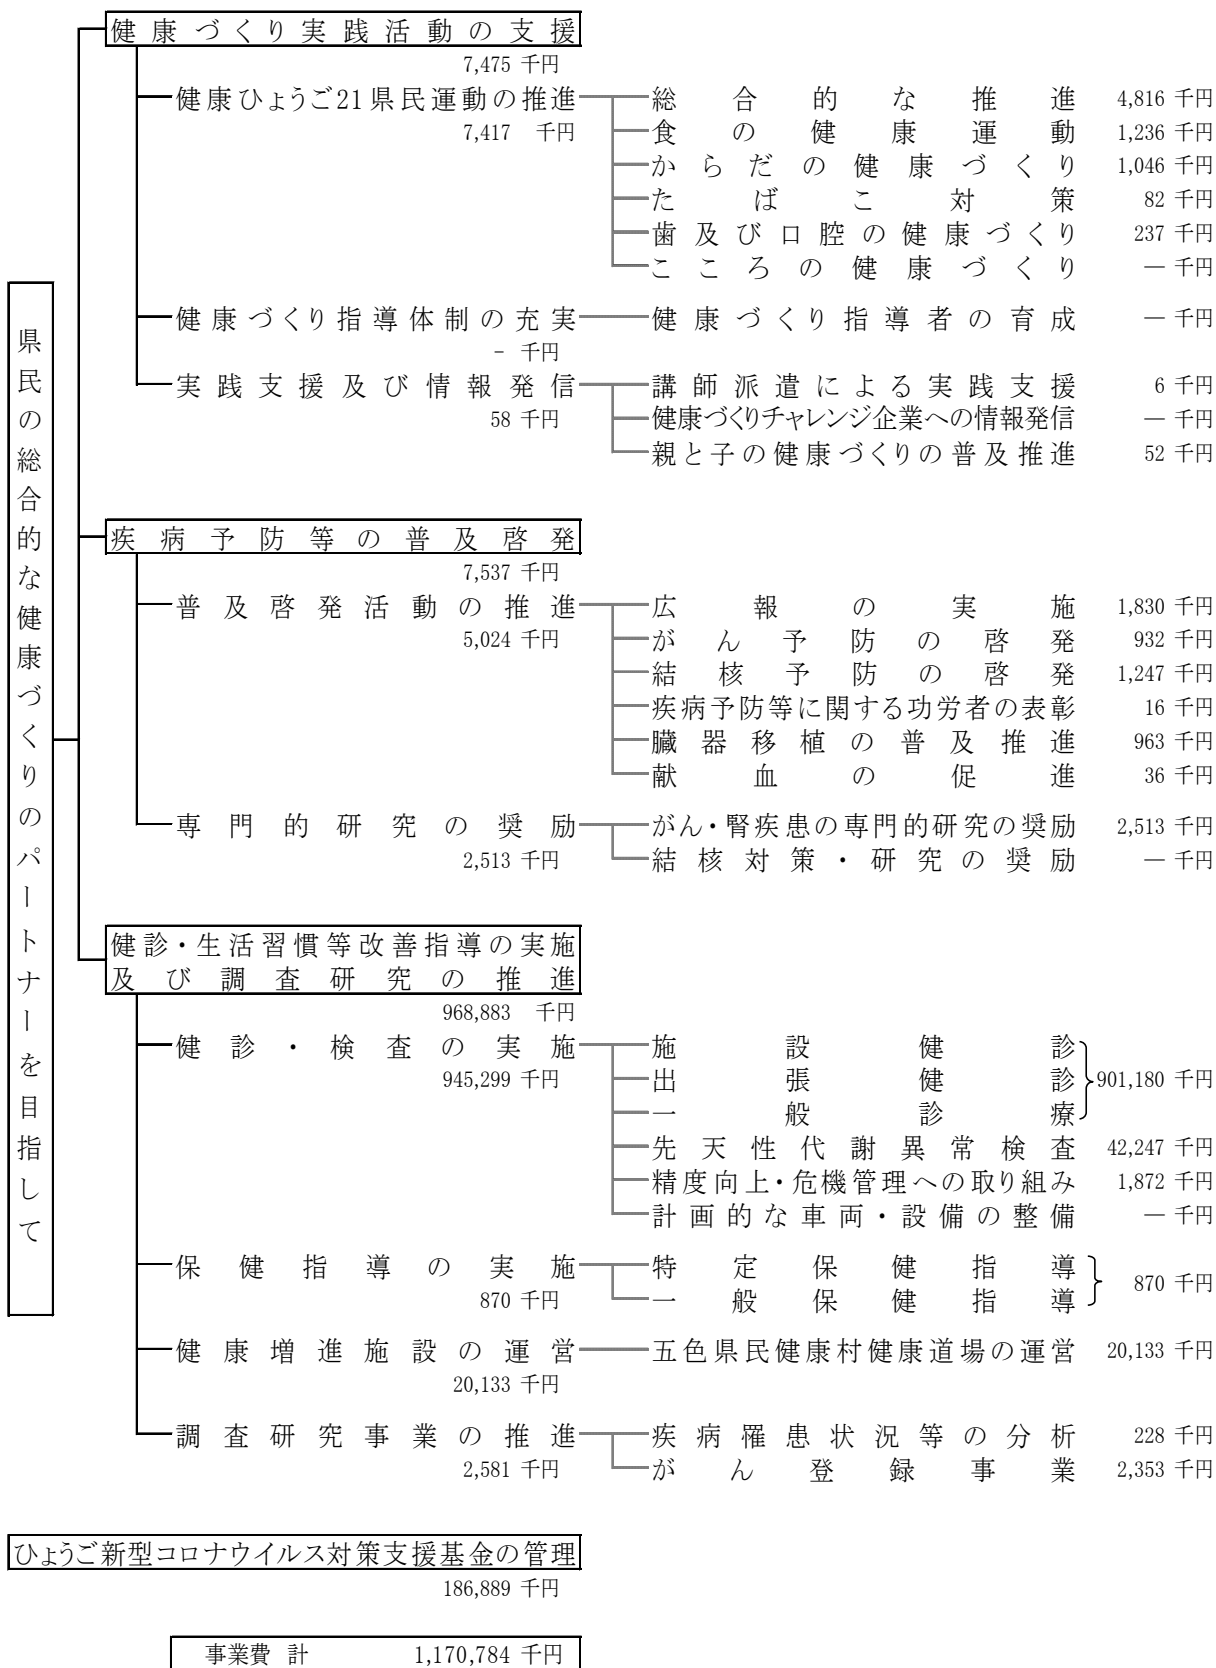 県民の総合的な健康づくりのパートナーを目指して
健康づくり実践活動の支援
7,475 千円
健康ひょうご21県民運動の推進 総合的な推進 4,816 千円
7,417 千円 食の健康運動 1,236 千円
からだの健康づくり 1,046 千円
たばこ対策 82 千円
歯及び口腔の健康づくり 237 千円
こころの健康づくり ― 千円
健康づくり指導体制の充実 健康づくり指導者の育成 ― 千円
- 千円
実践支援及び情報発信 講師派遣による実践支援 6 千円
58 千円 健康づくりチャレンジ企業への情報発信 ― 千円
親と子の健康づくりの普及推進 52 千円
疾病予防等の普及啓発
7,537 千円
普及啓発活動の推進 広報の実施 1,830 千円
5,024 千円 がん予防の啓発 932 千円
結核予防の啓発 1,247 千円
疾病予防等に関する功労者の表彰 16 千円
臓器移植の普及推進 963 千円
献血の促進 36 千円
専門的研究の奨励 がん・腎疾患の専門的研究の奨励 2,513 千円
2,513 千円 結核対策・研究の奨励 ― 千円
健診・生活習慣等改善指導の実施
及び調査研究の推進
968,883 千円
健診・検査の実施 施設健診
945,299 千円 出張健診 901,180 千円
一般診療
先天性代謝異常検査 42,247 千円
精度向上・危機管理への取り組み 1,872 千円
計画的な車両・設備の整備 ― 千円
保健指導の実施 特定保健指導
870 千円 一般保健指導 870 千円
健康増進施設の運営 五色県民健康村健康道場の運営 20,133 千円
20,133 千円
調査研究事業の推進 疾病罹患状況等の分析 228 千円
2,581 千円 がん登録事業 2,353 千円
ひょうご新型コロナウイルス対策支援基金の管理
186,889 千円
事業費 計 1,170,784 千円